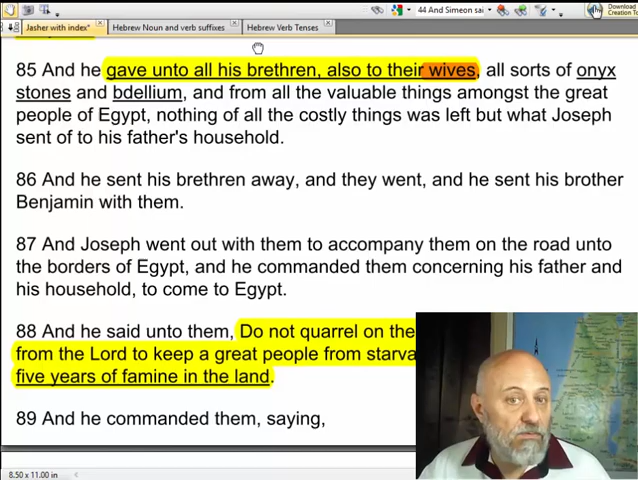 44 And Simeon sai
Download
Creation To
Jasher with index*
Hebrew Noun and verb suffixes
Hebrew Verb Tenses
85 And he gave unto all his brethren, also to their wives, all sorts of onyx
stones and bdellium, and from all the valuable things amongst the great
people of Egypt, nothing of all the costly things was left but what Joseph
sent of to his father's household.
86 And he sent his brethren away, and they went, and he sent his brother
Benjamin with them.
87 And Joseph went out with them to accompany them on the road unto
the borders of Egypt, and he commanded them concerning his father and
his household, to come to Egypt.
88 And he said unto them, Do not quarrel on the
from the Lord to keep a great people from starva
five years of famine in the land.
89 And he commanded them, saying,
8.50 x 11.00 in